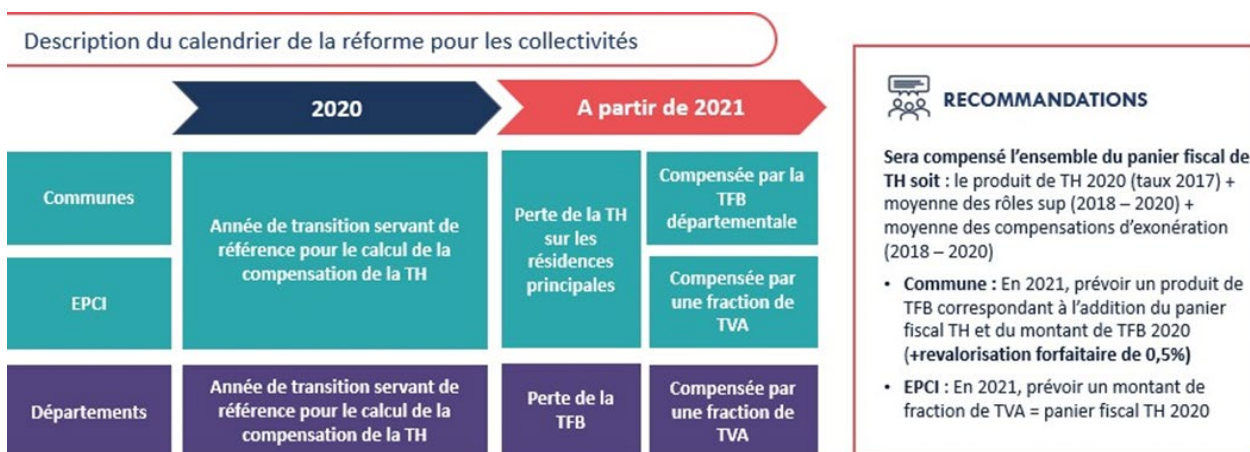 Description du calendrier de la réforme pour les collectivités
2020
A partir de 2021
Communes
EPCI
Année de transition servant de
référence pour le calcul de la
compensation de la TH
Perte de la TH
sur les
résidences
principales
Compensée par la
TFB
départementale
Compensée par
une fraction de
TVA
Départements
Année de transition servant de
référence pour le calcul de la
compensation de la TH
Perte de la
TFB
Compensée par
une fraction de
TVA
RECOMMANDATIONS
Sera compensé l’ensemble du panier fiscal de
TH soit : le produit de TH 2020 (taux 2017) +
moyenne des rôles sup (2018 – 2020) +
moyenne des compensations d’exonération
(2018 – 2020)
• Commune : En 2021, prévoir un produit de
TFB correspondant à l’addition du panier
fiscal TH et du montant de TFB 2020
(+revalorisation forfaitaire de 0,5%)
• EPCI : En 2021, prévoir un montant de
fraction de TVA = panier fiscal TH 2020